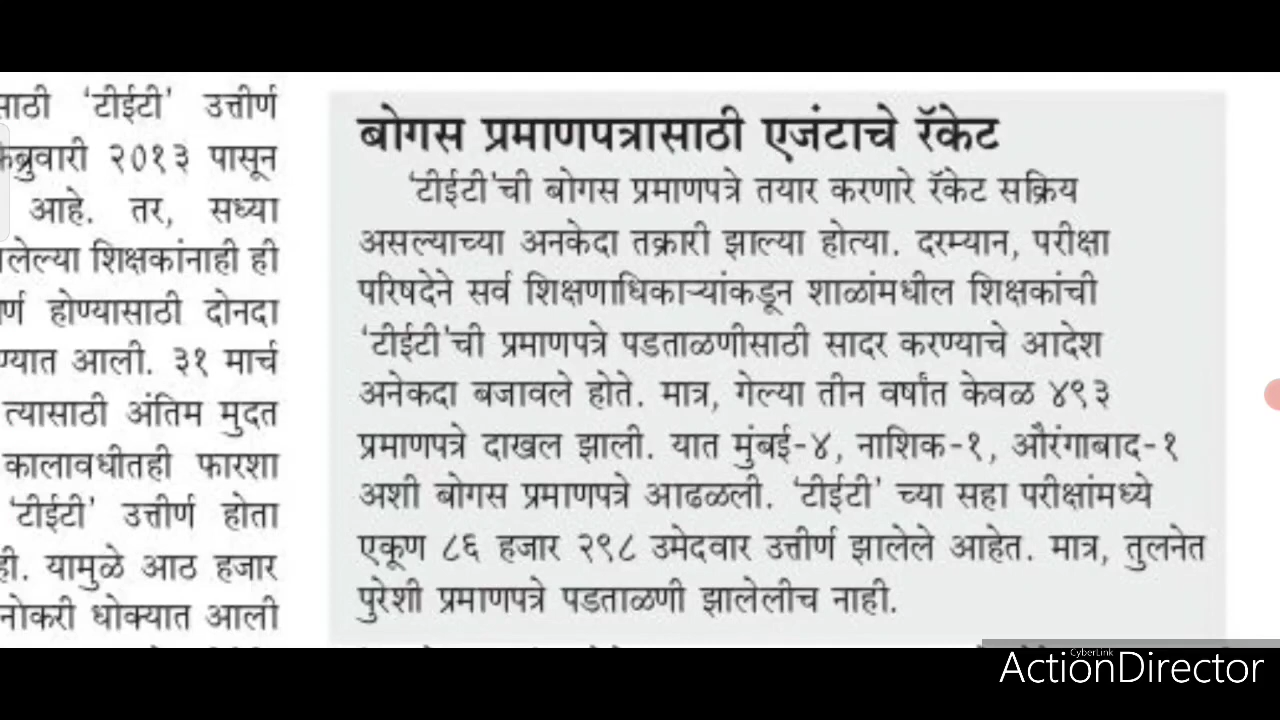 साठी 'टीईटी' उत्तीर्ण
फेब्रुवारी २०१३ पासून
आहे. तर, सध्या
लेल्या शिक्षकांनाही ही
र्ण होण्यासाठी दोनदा
ण्यात आली. ३१ मार्च
त्यासाठी अंतिम मुदत
कालावधीतही फारशा
'टीईटी' उत्तीर्ण होता
ही. यामुळे आठ हजार
नोकरी धोक्यात आली
बोगस प्रमाणपत्रासाठी एजंटाचे रॅकेट
'टीईटी'ची बोगस प्रमाणपत्रे तयार करणारे रॅकेट सक्रिय
असल्याच्या अनकेदा तक्रारी झाल्या होत्या. दरम्यान, परीक्षा
परिषदेने सर्व शिक्षणाधिकाऱ्यांकडून शाळांमधील शिक्षकांची
'टीईटी'ची प्रमाणपत्रे पडताळणीसाठी सादर करण्याचे आदेश
अनेकदा बजावले होते. मात्र, गेल्या तीन वर्षांत केवळ ४९३
प्रमाणपत्रे दाखल झाली. यात मुंबई-४, नाशिक-१, औरंगाबाद-१
अशी बोगस प्रमाणपत्रे आढळली. 'टीईटी' च्या सहा परीक्षांमध्ये
एकूण ८६ हजार २९८ उमेदवार उत्तीर्ण झालेले आहेत. मात्र, तुलनेत
पुरेशी प्रमाणपत्रे पडताळणी झालेलीच नाही.
CyberLink
ActionDirector